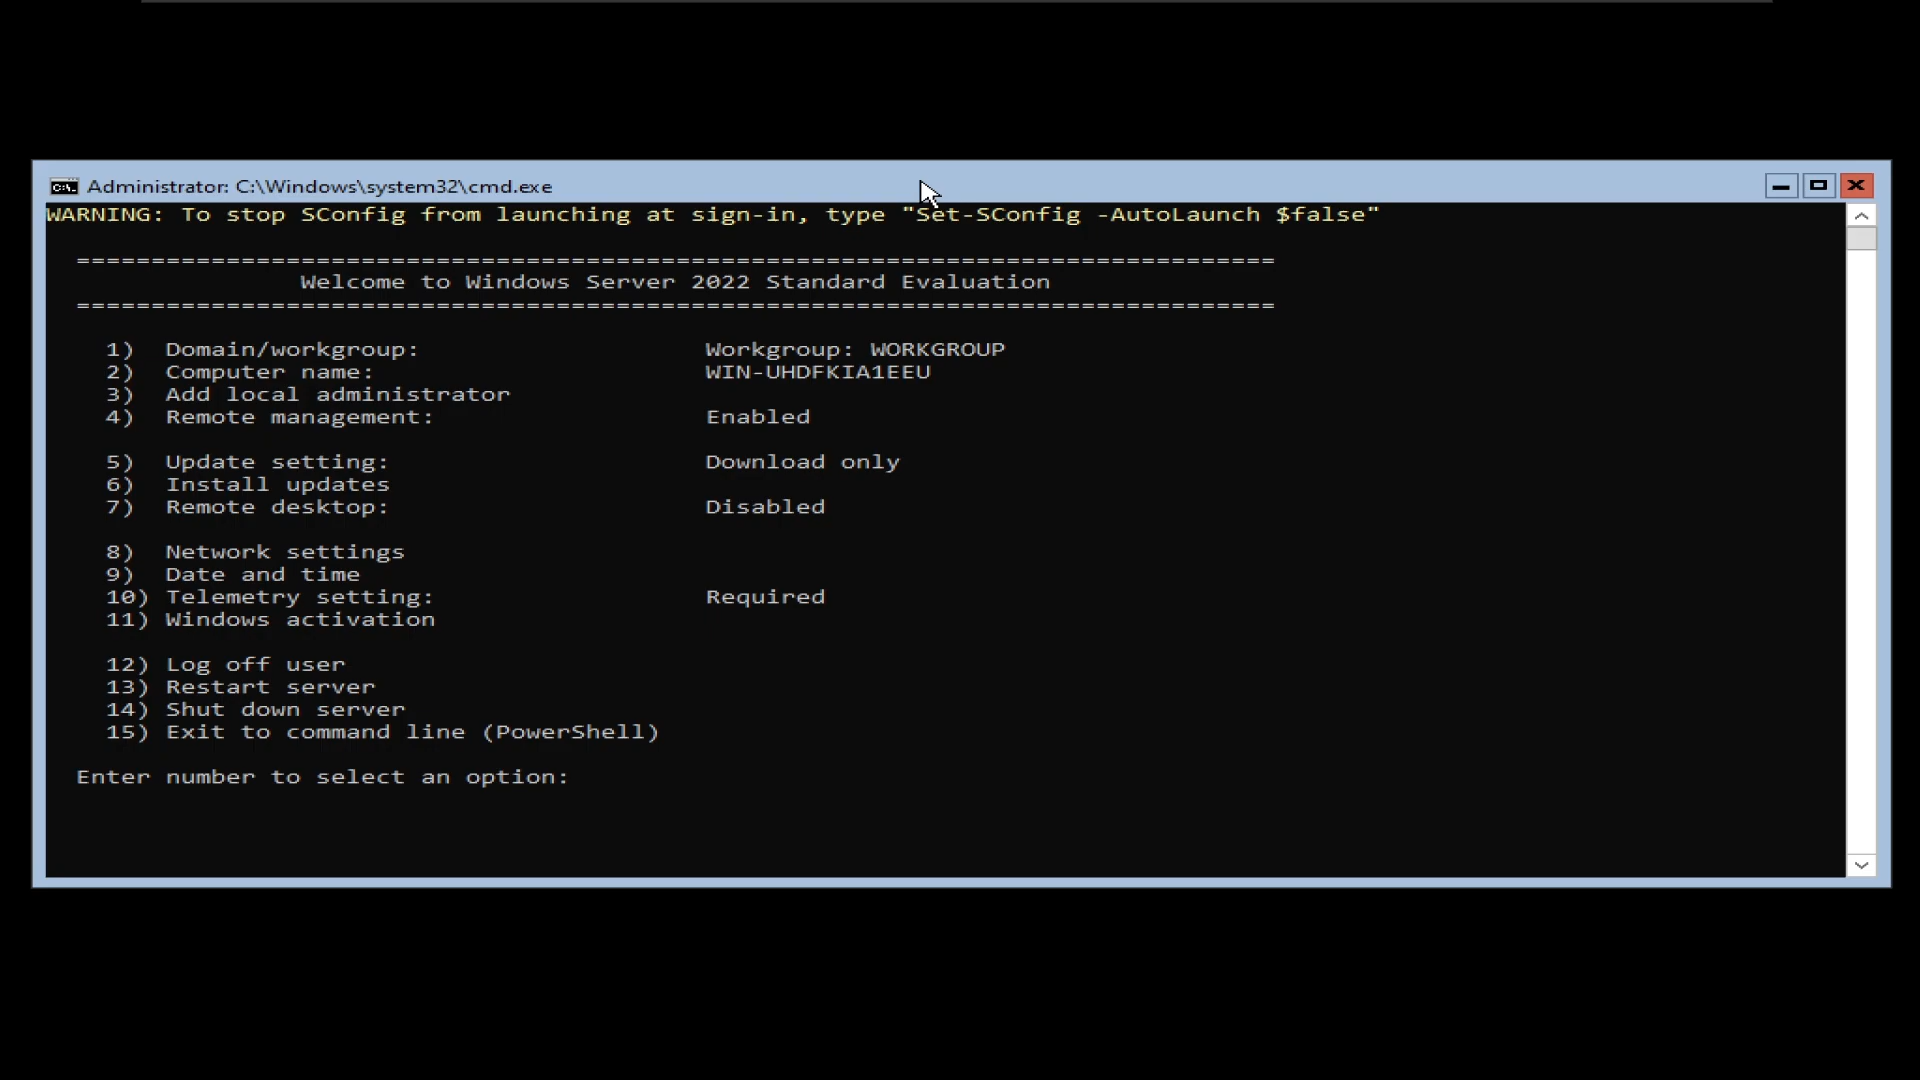 Administrator: C:\Windows\system32\cmd.exe
WARNING: To stop SConfig from launching at sign-in, type "Set-SConfig -AutoLaunch $false"
================================================================================
Welcome to Windows Server 2022 Standard Evaluation
================================================================================
1) Domain/workgroup: Workgroup: WORKGROUP
2) Computer name: WIN-UHDFKIA1EEU
3) Add local administrator
4) Remote management: Enabled
5) Update setting: Download only
6) Install updates
7) Remote desktop: Disabled
8) Network settings
9) Date and time
10) Telemetry setting: Required
11) Windows activation
12) Log off user
13) Restart server
14) Shut down server
15) Exit to command line (PowerShell)
Enter number to select an option: